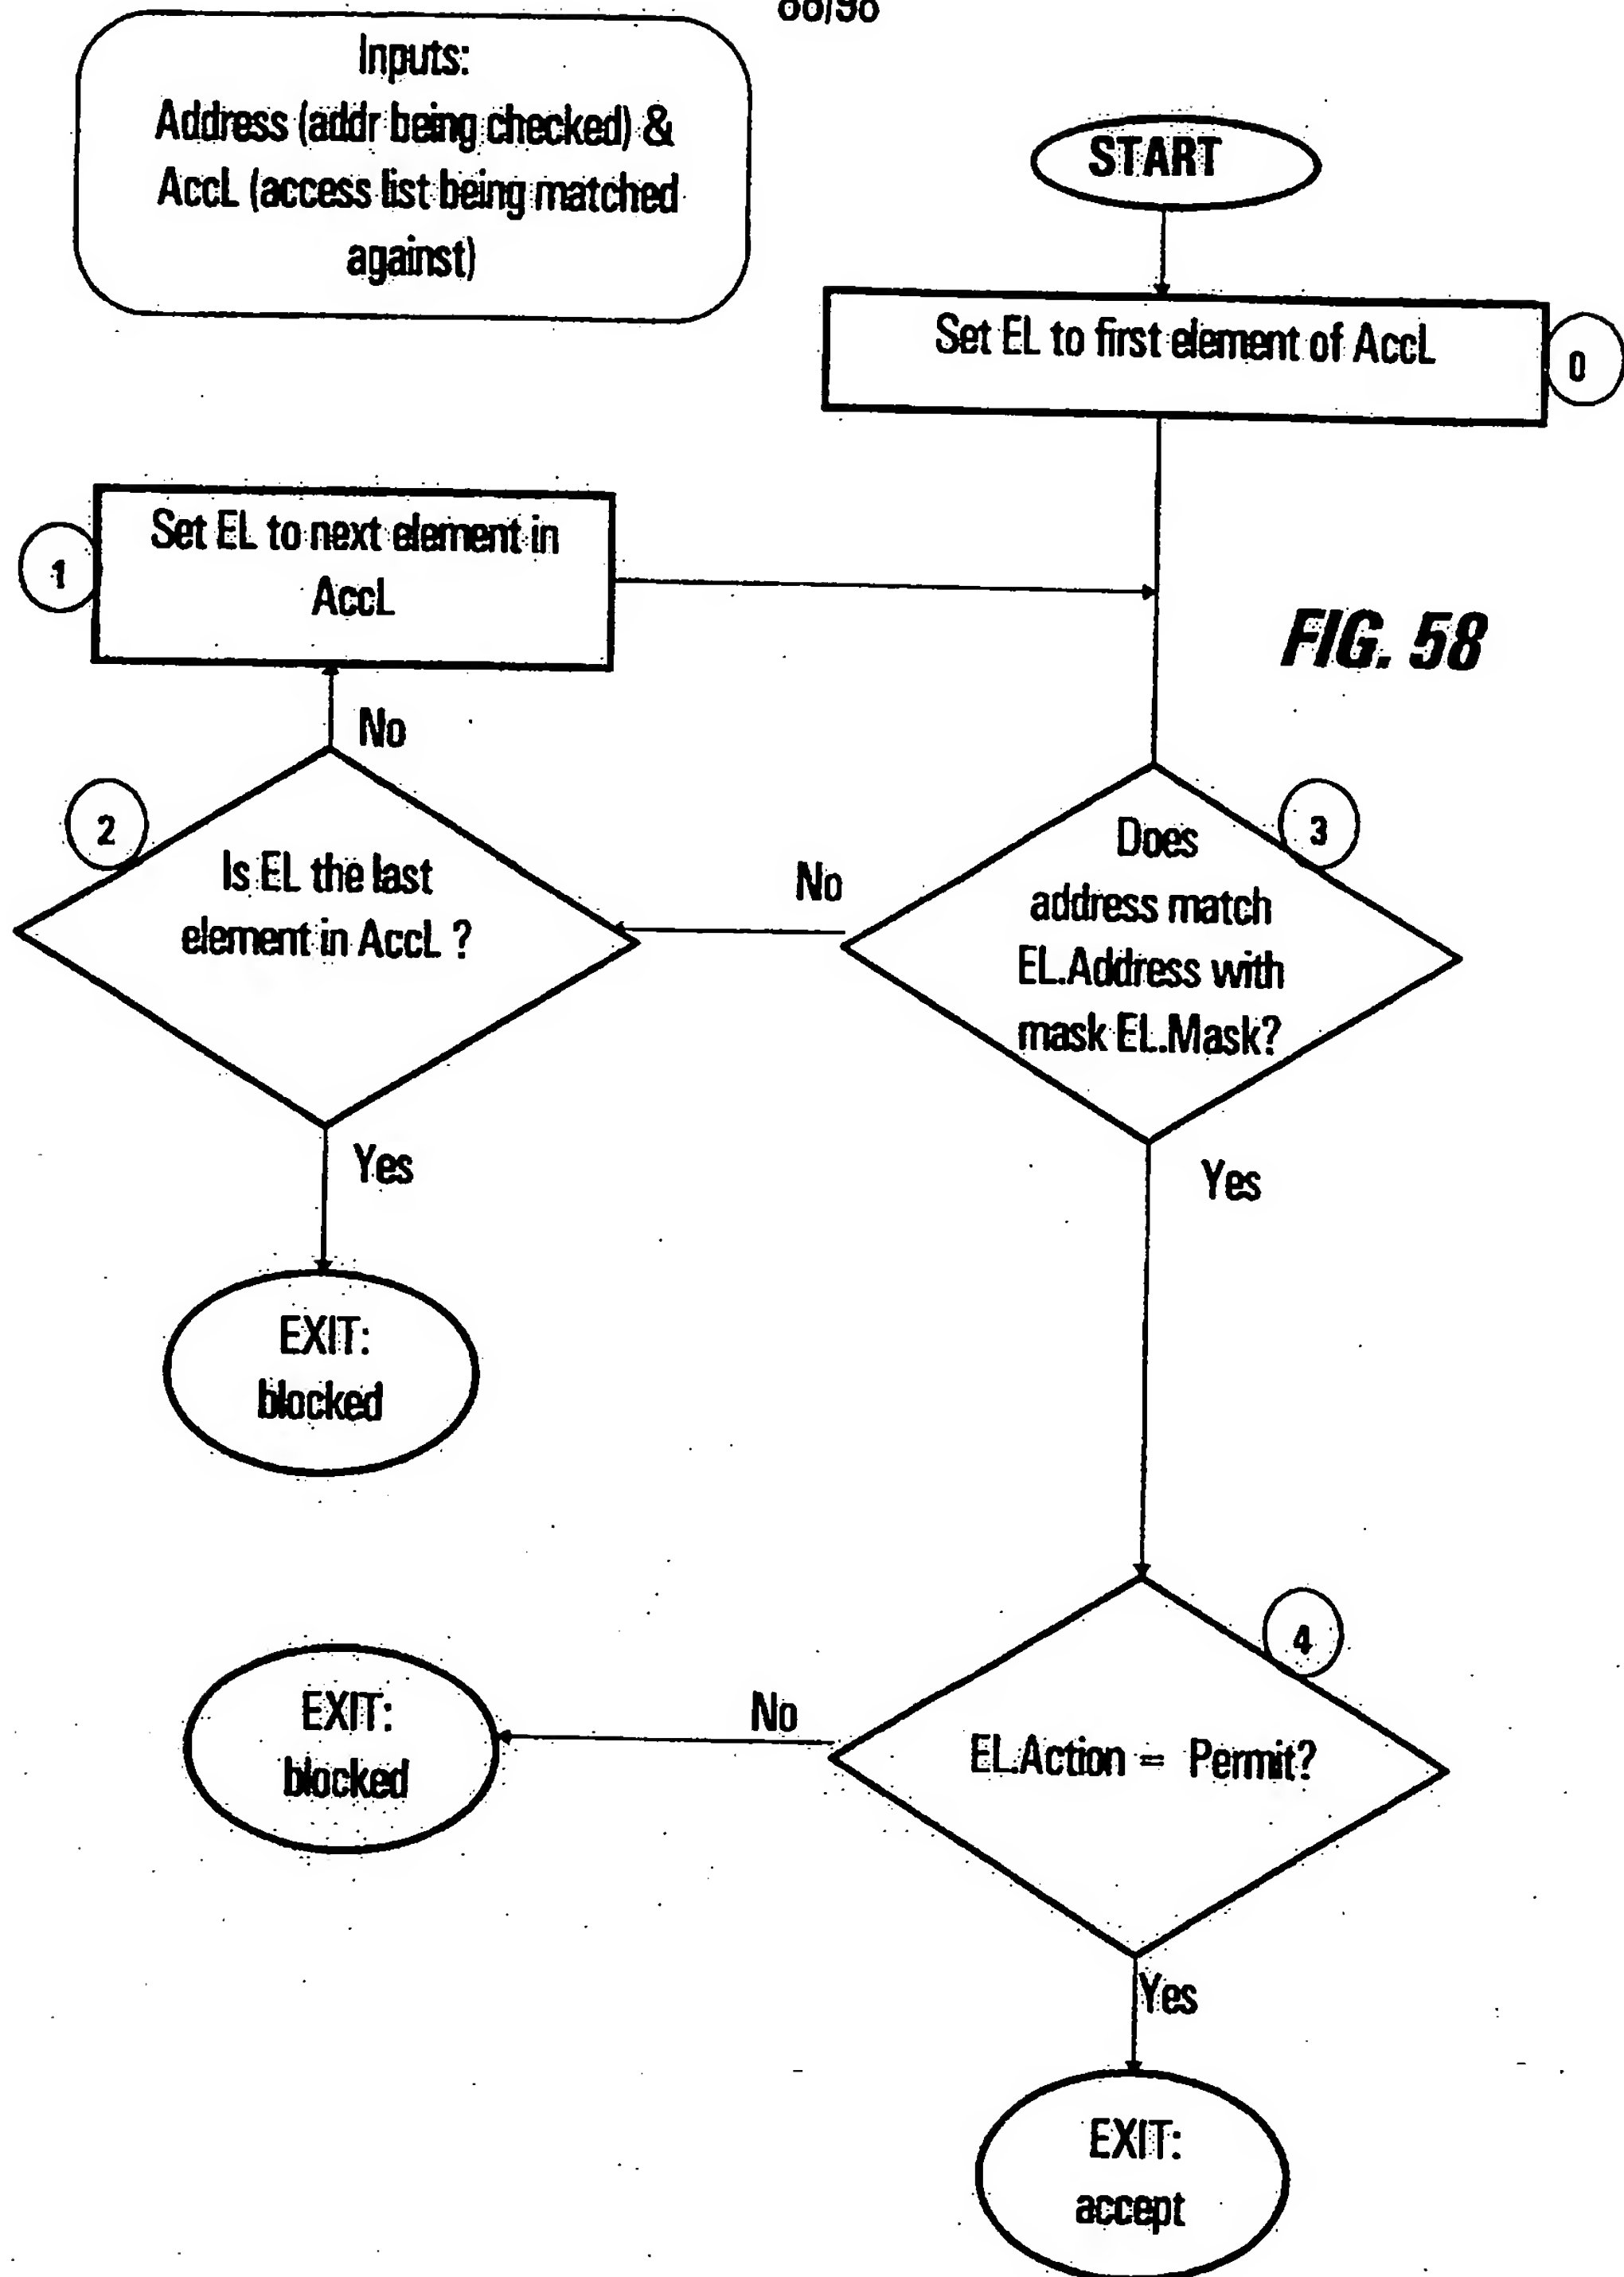 Inputs:
Address (addr being checked) &
AccL (access list being matched
against)
START
Set EL to first element of AccL
0
Set EL to next element in
AccL
1
FIG. 58
No
2
Is EL the last
element in AccL ?
No
3
Does
address match
EL.Address with
mask EL.Mask?
Yes
Yes
EXIT:
blocked
4
EL.Action = Permit?
No
EXIT:
blocked
Yes
EXIT:
accept